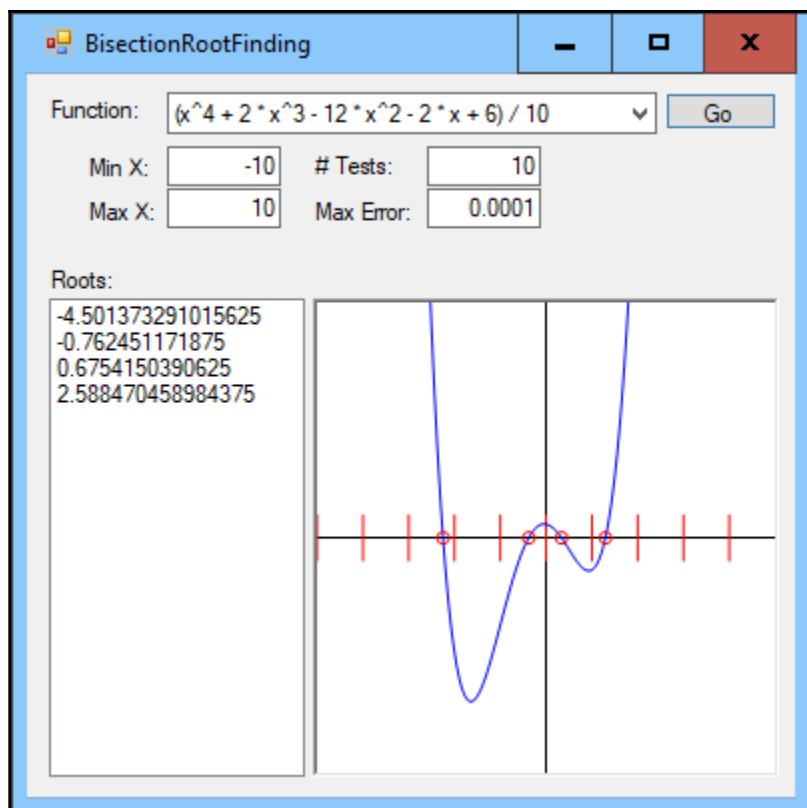 BisectionRootFinding
Function: (x^4 + 2 * x^3 - 12 * x^2 - 2 * x + 6) / 10 Go
Min X: -10 # Tests: 10
Max X: 10 Max Error: 0.0001
Roots:
-4.501373291015625
-0.762451171875
0.6754150390625
2.588470458984375